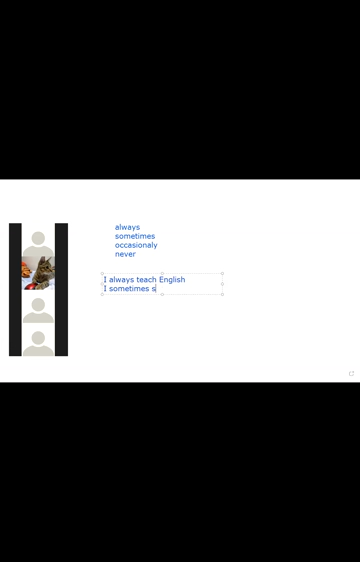 always
sometimes
occasionaly
never
I always teach English
I sometimes s